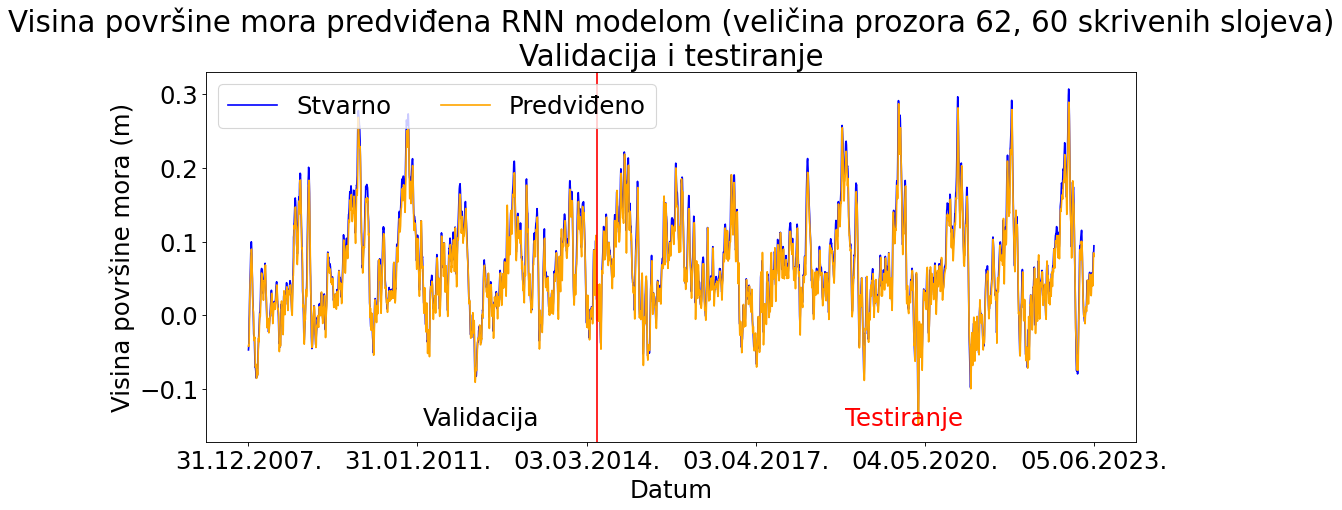 Visina površine mora predviđena RNN modelom (veličina prozora 62, 60 skrivenih slojeva)
Validacija i testiranje
Stvarno
Predviđeno
Visina površine mora (m)
0.3
0.2
0.1
0.0
−0.1
Validacija
Testiranje
31.12.2007.
31.01.2011.
03.03.2014.
03.04.2017.
04.05.2020.
05.06.2023.
Datum